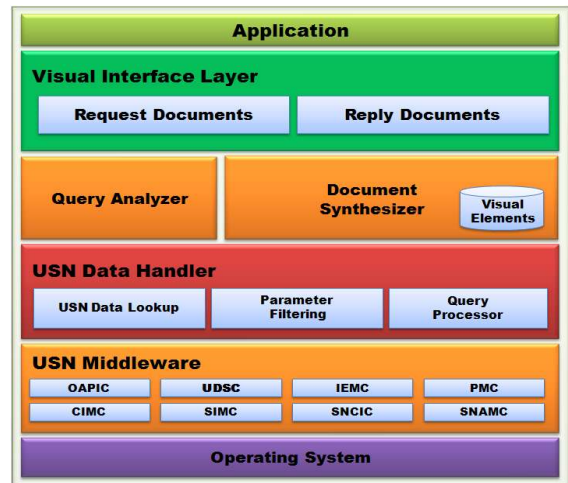 Application
Visual Interface Layer
Request Documents
Reply Documents
Query Analyzer
Document
Synthesizer
Visual
Elements
USN Data Handler
USN Data Lookup
Parameter
Filtering
Query
Processor
USN Middleware
OAPIC
UDSC
IEMC
PMC
CIMC
SIMC
SNCIC
SNAMC
Operating System